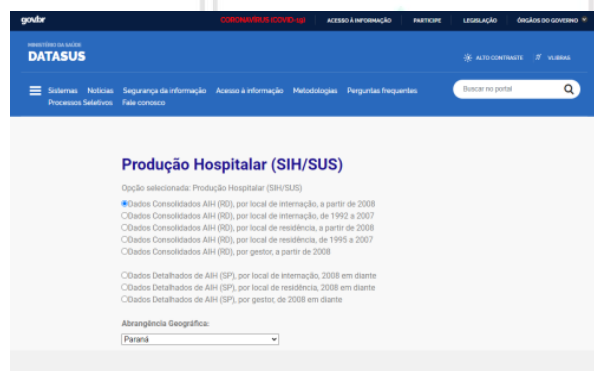 govbr
CORONAVÍRUS (COVID-19) ACESSO À INFORMAÇÃO PARTICIPE LEGISLAÇÃO ÓRGÃOS DO GOVERNO
MINISTÉRIO DA SAÚDE
DATASUS
ALTO CONTRASTE VLIBRAS
Sistemas Notícias Segurança da informação Acesso à informação Metodologias Perguntas frequentes
Processos Seletivos Fale conosco
Buscar no portal
Produção Hospitalar (SIH/SUS)
Opção selecionada: Produção Hospitalar (SIH/SUS)
Dados Consolidados AIH (RD), por local de internação, a partir de 2008
Dados Consolidados AIH (RD), por local de internação, de 1992 a 2007
Dados Consolidados AIH (RD), por local de residência, a partir de 2008
Dados Consolidados AIH (RD), por local de residência, de 1995 a 2007
Dados Consolidados AIH (RD), por gestor, a partir de 2008
Dados Detalhados de AIH (SP), por local de internação, 2008 em diante
Dados Detalhados de AIH (SP), por local de residência, 2008 em diante
Dados Detalhados de AIH (SP), por gestor, de 2008 em diante
Abrangência Geográfica:
Paraná